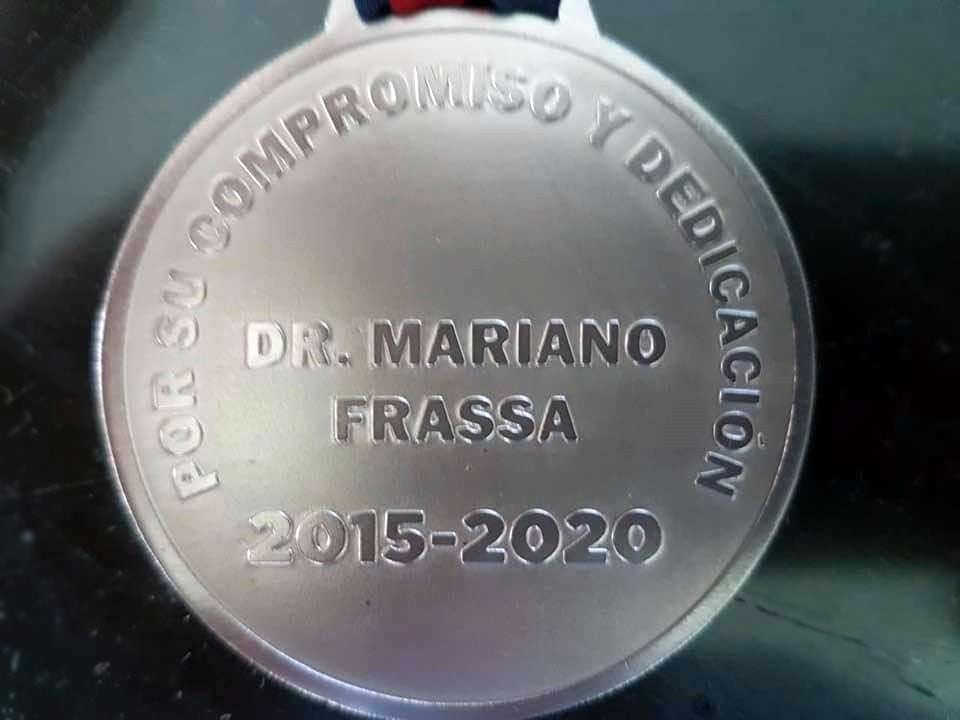 POR SU COMPROMISO Y DEDICACIÓN
DR. MARIANO
FRASSA
2015-2020